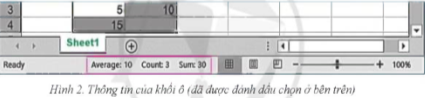 3 5 10
4 15
Sheet1
Ready Average: 10 Count: 3 Sum: 30 100%
Hình 2. Thông tin của khối ô (đã được đánh dấu chọn ở bên trên)